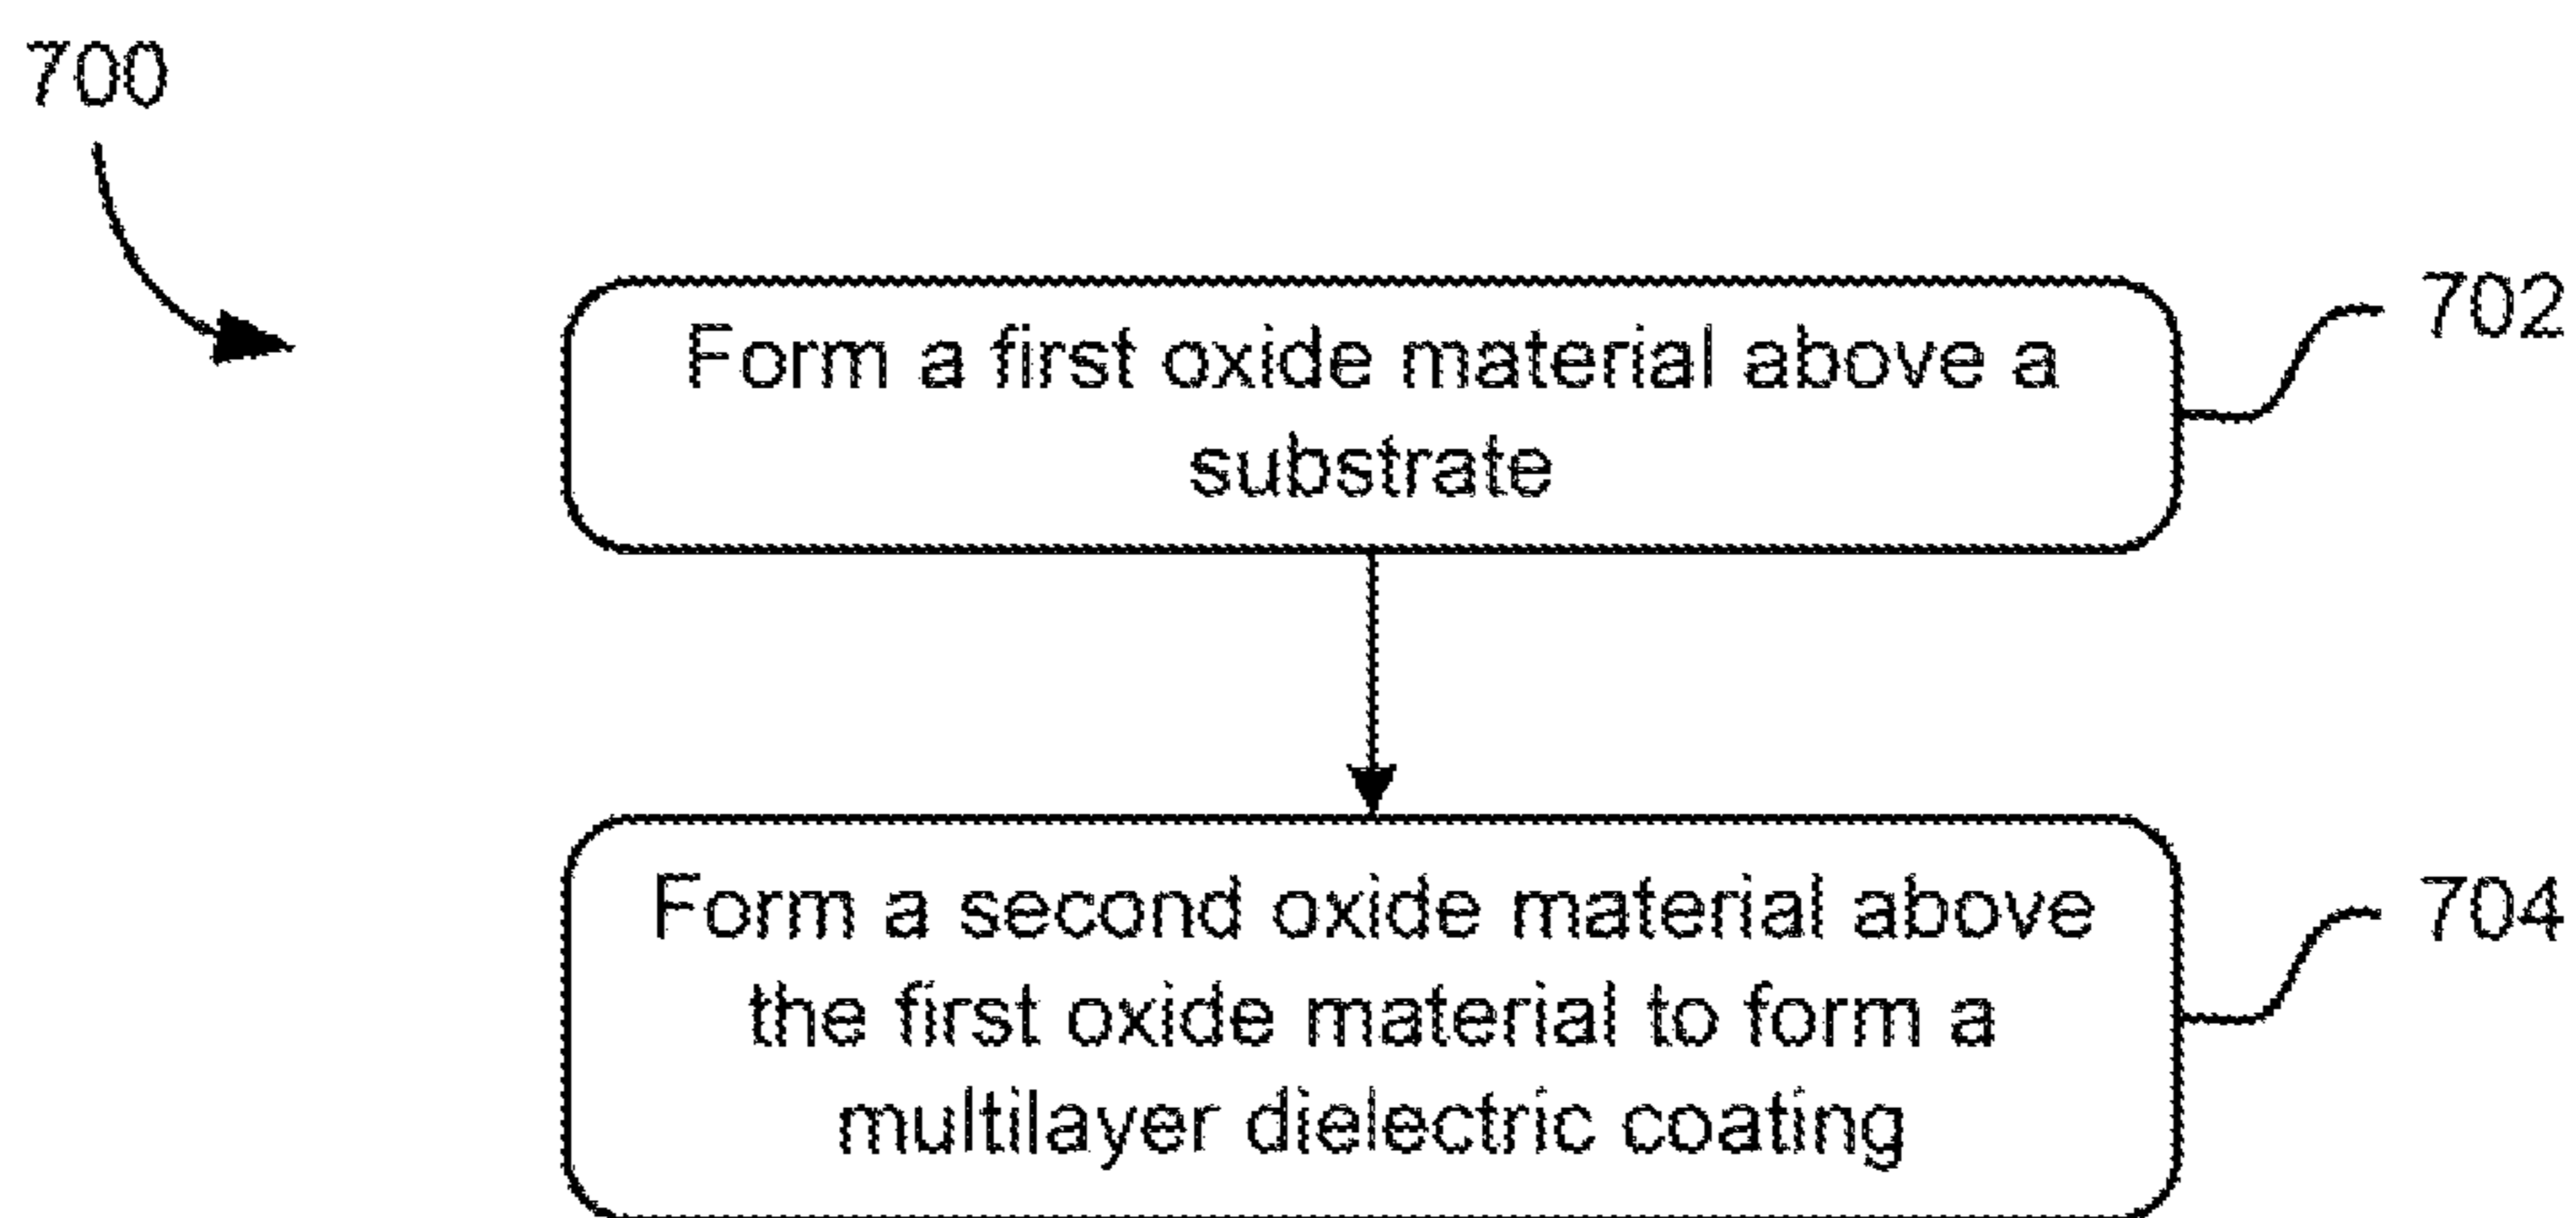 700
Form a first oxide material above a
substrate
702
Form a second oxide material above
the first oxide material to form a
multilayer dielectric coating
704